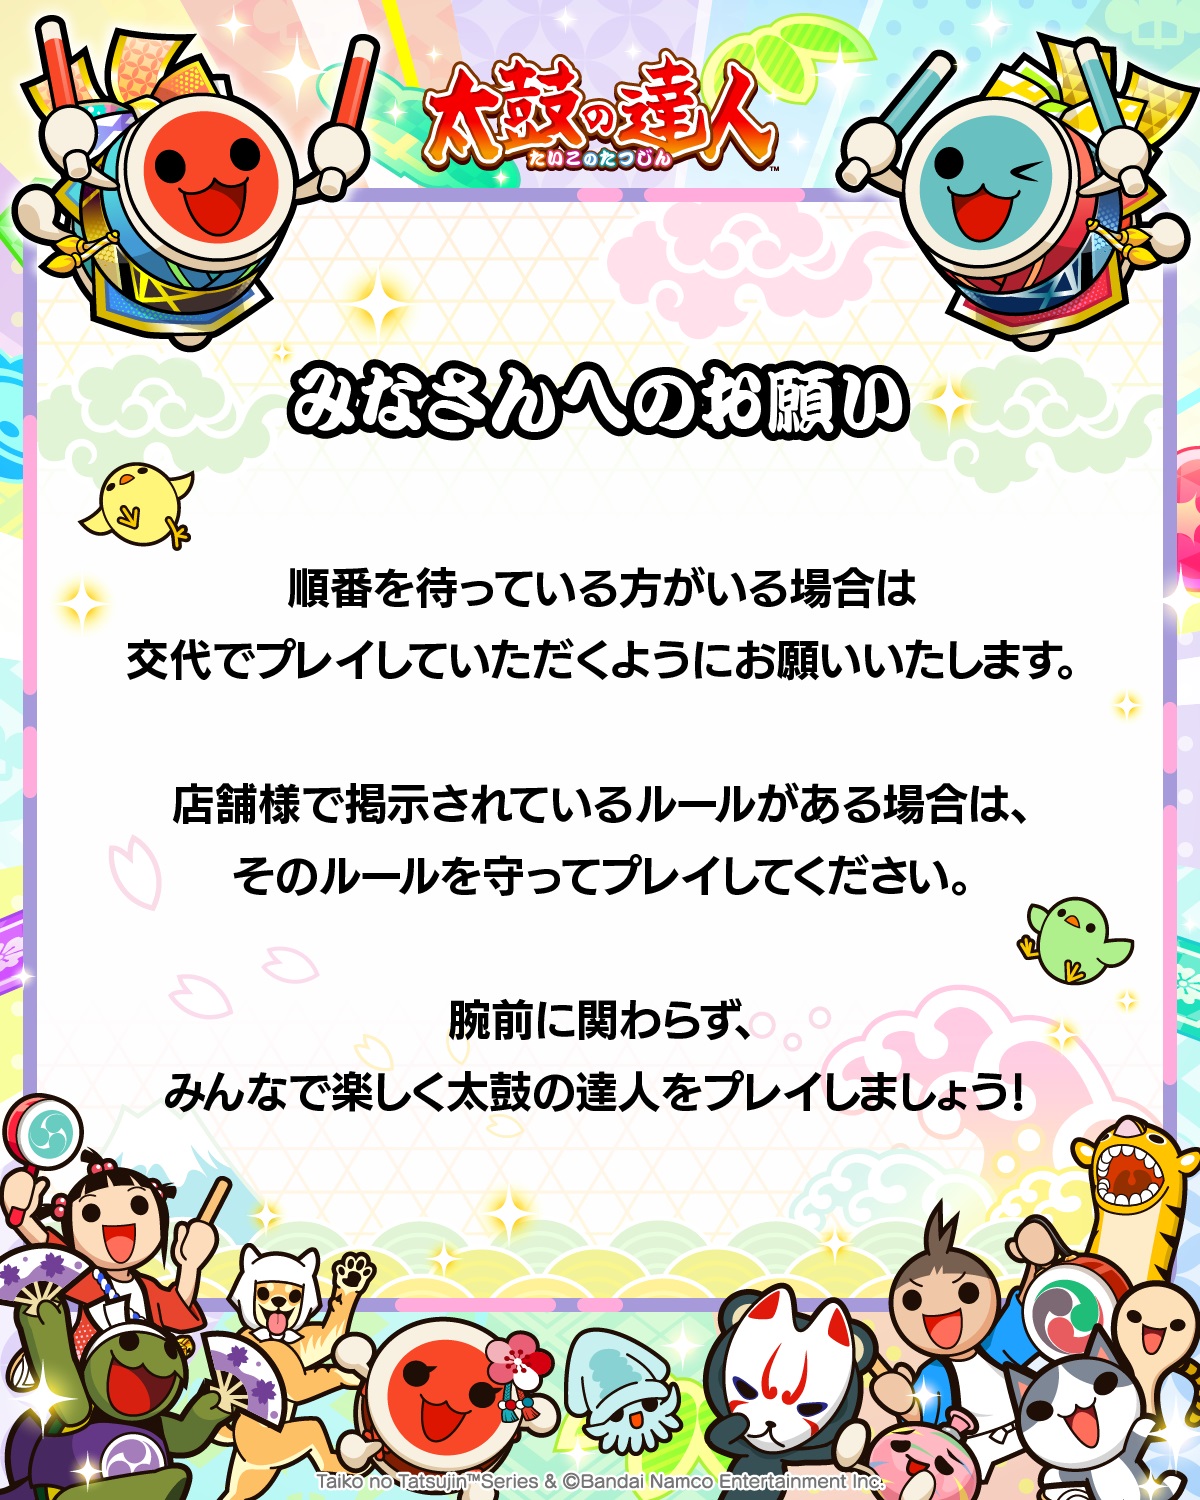 太鼓の達人
たいこのたつじん™
みなさんへのお願い
順番を待っている方がいる場合は
交代でプレイしていただくようにお願いいたします。
店舗様で掲示されているルールがある場合は、
そのルールを守ってプレイしてください。
腕前に関わらず、
みんなで楽しく太鼓の達人をプレイしましょう！
Taiko no Tatsujin™Series & ©Bandai Namco Entertainment Inc.